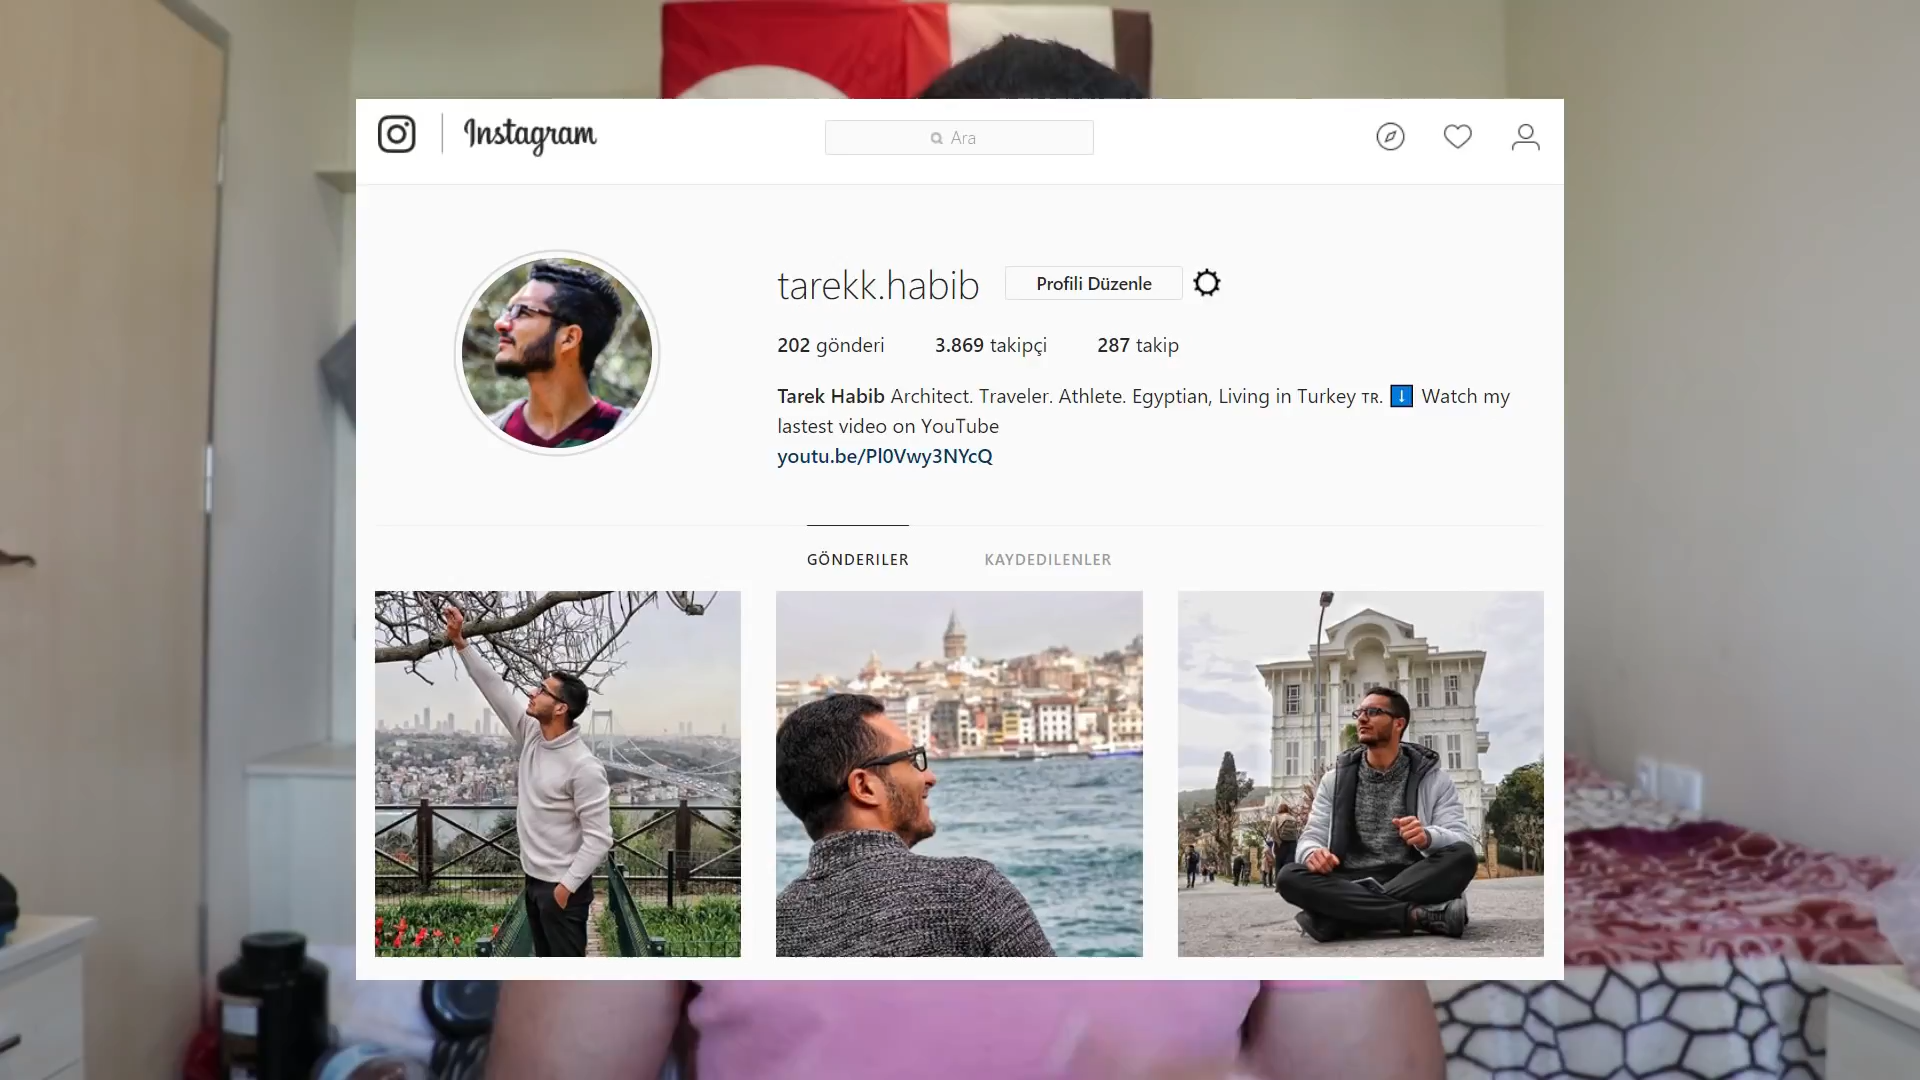 Instagram
Ara
tarekk.habib Profili Düzenle
202 gönderi 3.869 takipçi 287 takip
Tarek Habib Architect. Traveler. Athlete. Egyptian, Living in Turkey TR. ⬇ Watch my
lastest video on YouTube
youtu.be/Pl0Vwy3NYcQ
GÖNDERILER KAYDEDILENLER